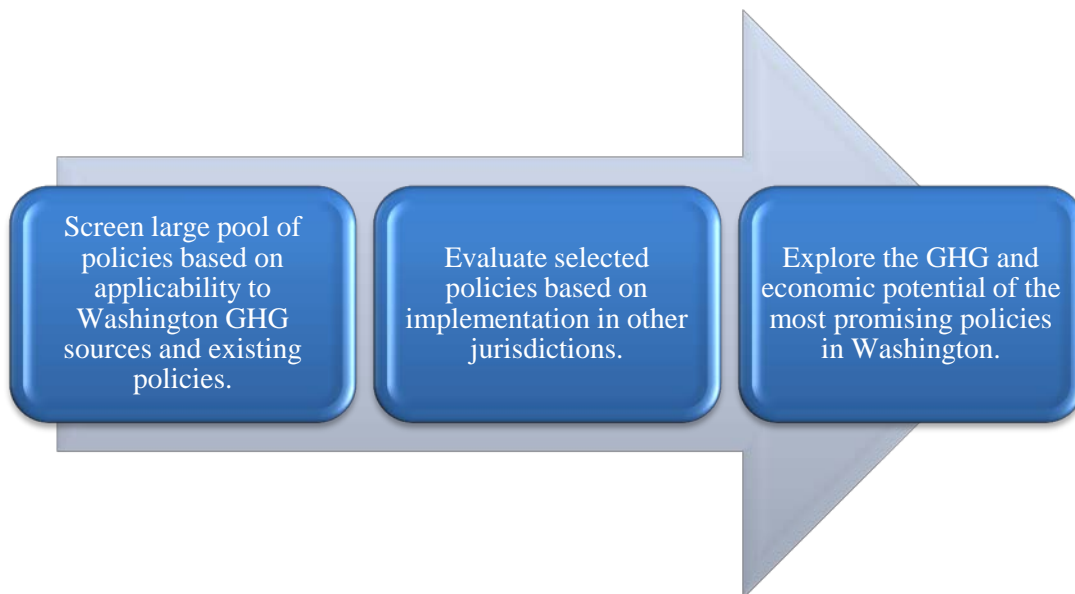 Screen large pool of
policies based on
applicability to
Washington GHG
sources and existing
policies.
Evaluate selected
policies based on
implementation in other
jurisdictions.
Explore the GHG and
economic potential of the
most promising policies
in Washington.